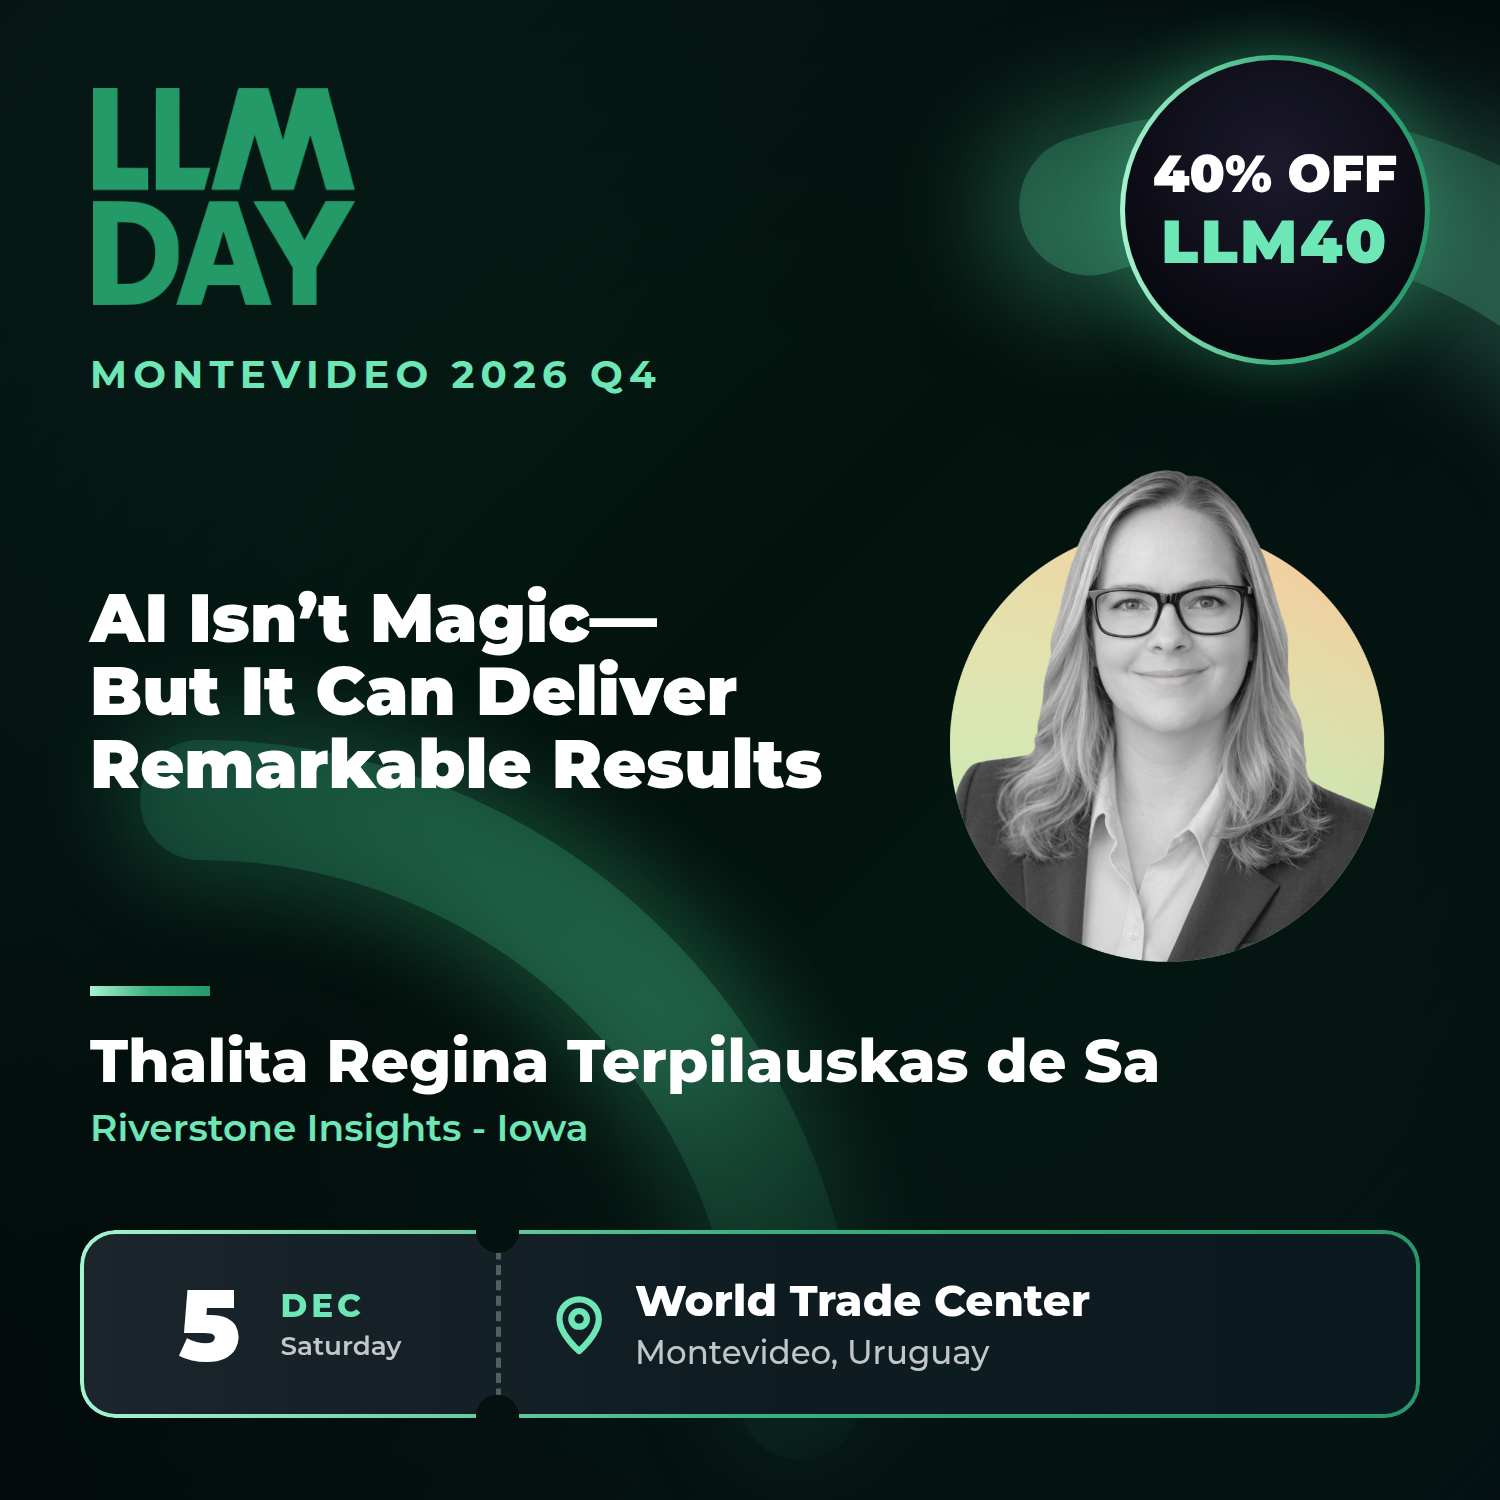 LLM
DAY
MONTEVIDEO 2026 Q4
40% OFF
LLM40
AI Isn’t Magic—
But It Can Deliver
Remarkable Results
Thalita Regina Terpilauskas de Sa
Riverstone Insights - Iowa
5
DEC
Saturday
World Trade Center
Montevideo, Uruguay